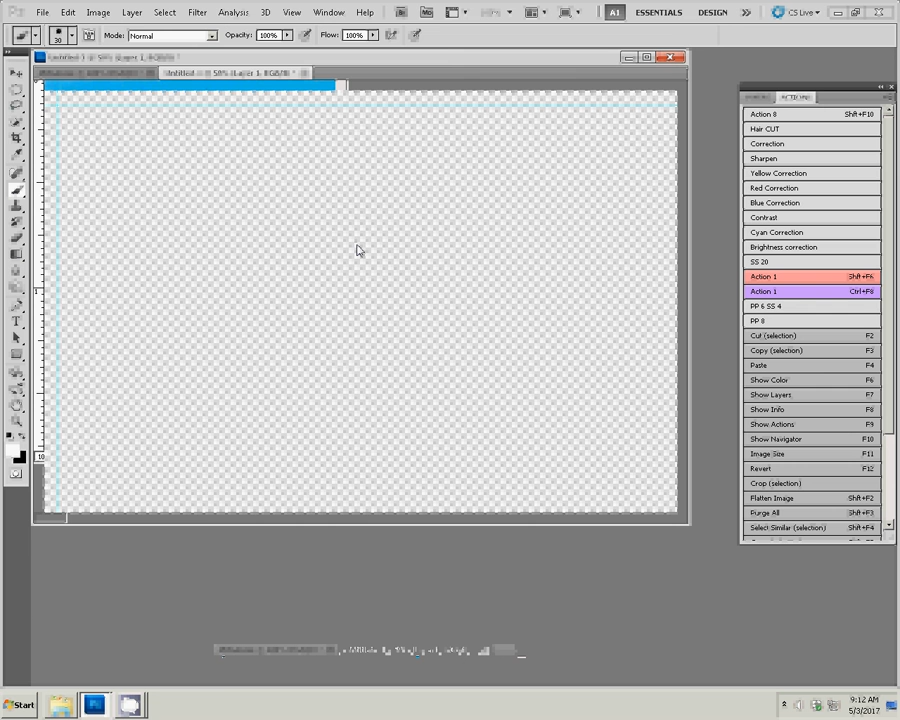 File Edit Image Layer Select Filter Analysis 3D View Window Help
ESSENTIALS DESIGN CS Live
30 Mode: Normal Opacity: 100% Flow: 100%
Action 8 Shft+F10
Hair CUT
Correction
Sharpen
Yellow Correction
Red Correction
Blue Correction
Contrast
Cyan Correction
Brightness correction
SS 20
Action 1 Shft+F6
Action 1 Ctrl+F8
PP 6 SS 4
PP 8
Cut (selection) F2
Copy (selection) F3
Paste F4
Show Color F6
Show Layers F7
Show Info F8
Show Actions F9
Show Navigator F10
Image Size F11
Revert F12
Crop (selection)
Flatten Image Shft+F2
Purge All Shft+F3
Select Similar (selection) Shft+F4
Start
9:12 AM
5/3/2017